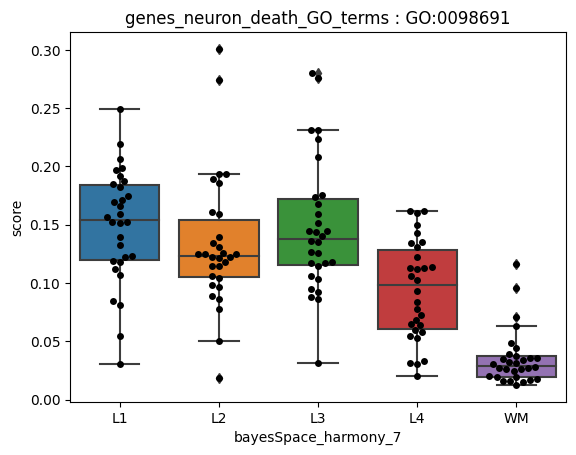 genes_neuron_death_GO_terms : GO:0098691
0.30
0.25
0.20
0.15
0.10
0.05
0.00
score
L1 L2 L3 L4 WM
bayesSpace_harmony_7